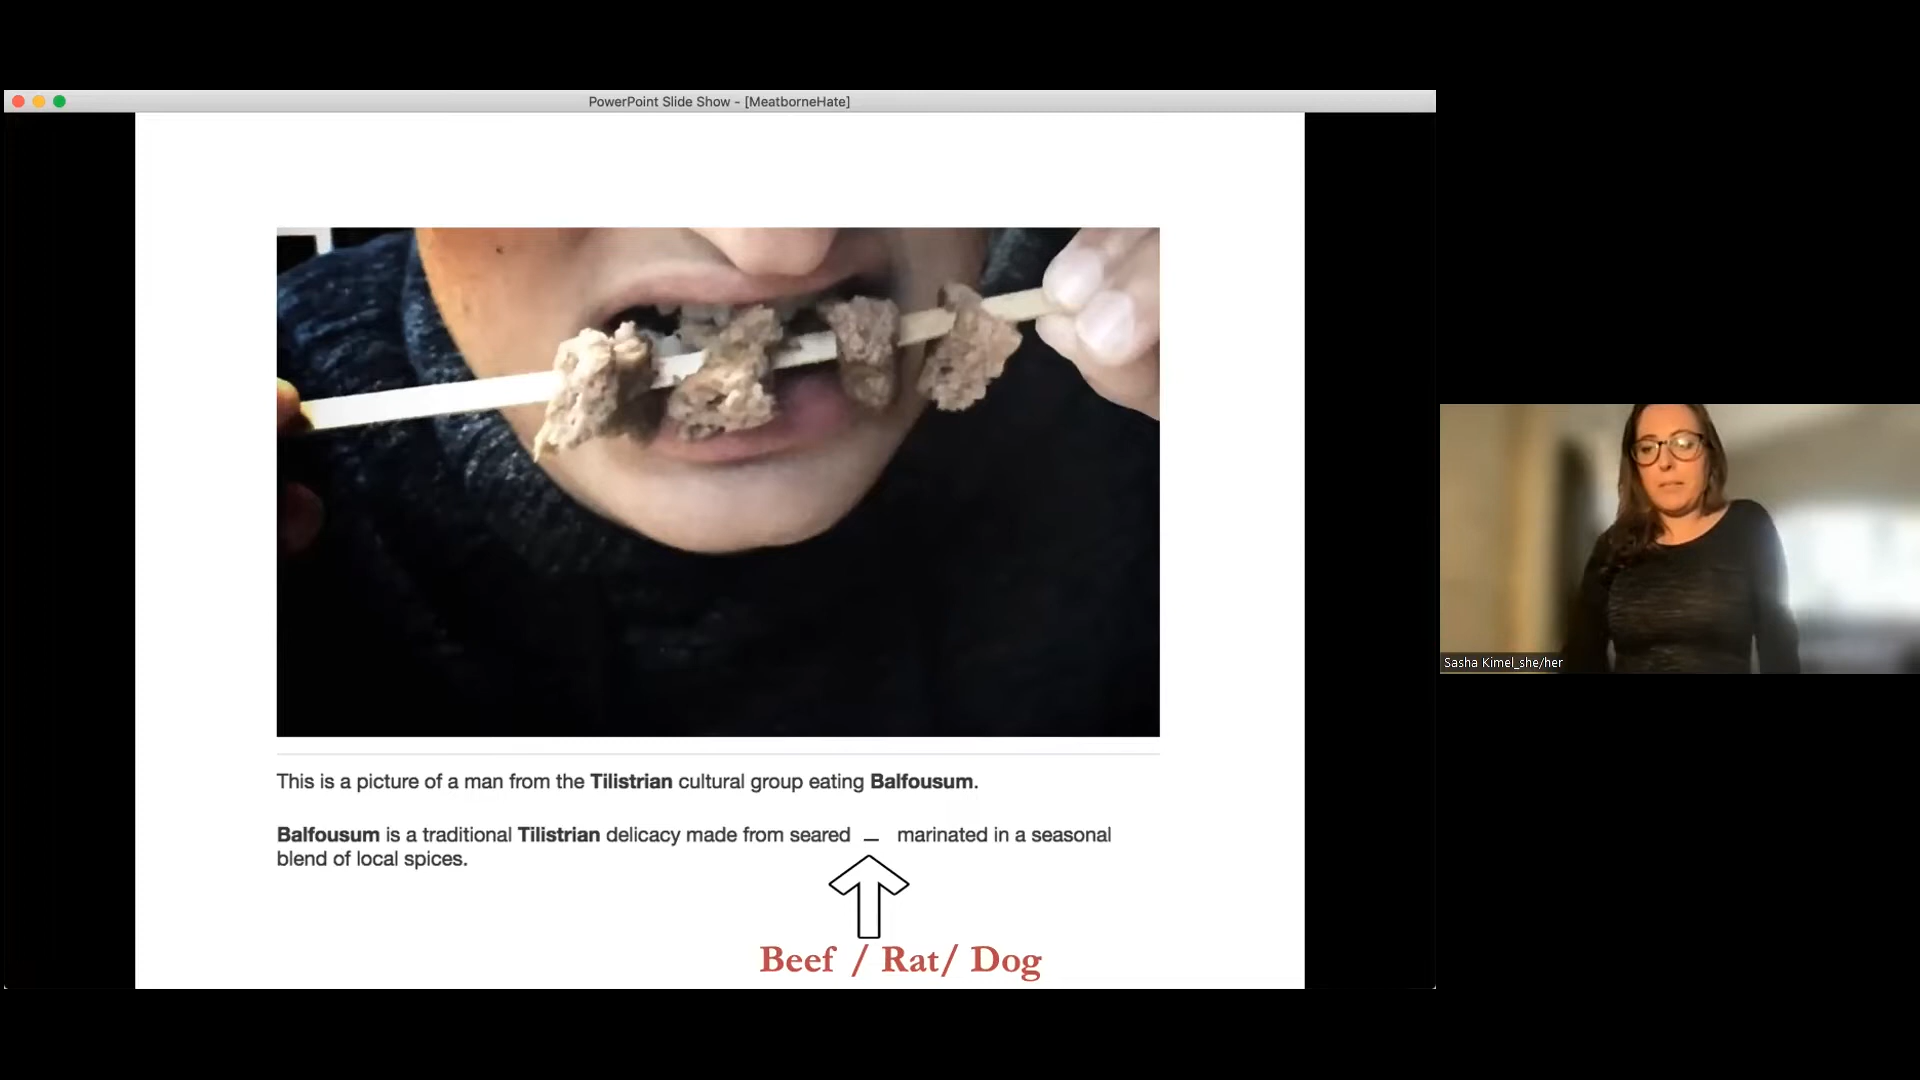 PowerPoint Slide Show - [MeatborneHate]
This is a picture of a man from the Tilistrian cultural group eating Balfousum.
Balfousum is a traditional Tilistrian delicacy made from seared _ marinated in a seasonal
blend of local spices.
Beef / Rat/ Dog
Sasha Kimel_she/her